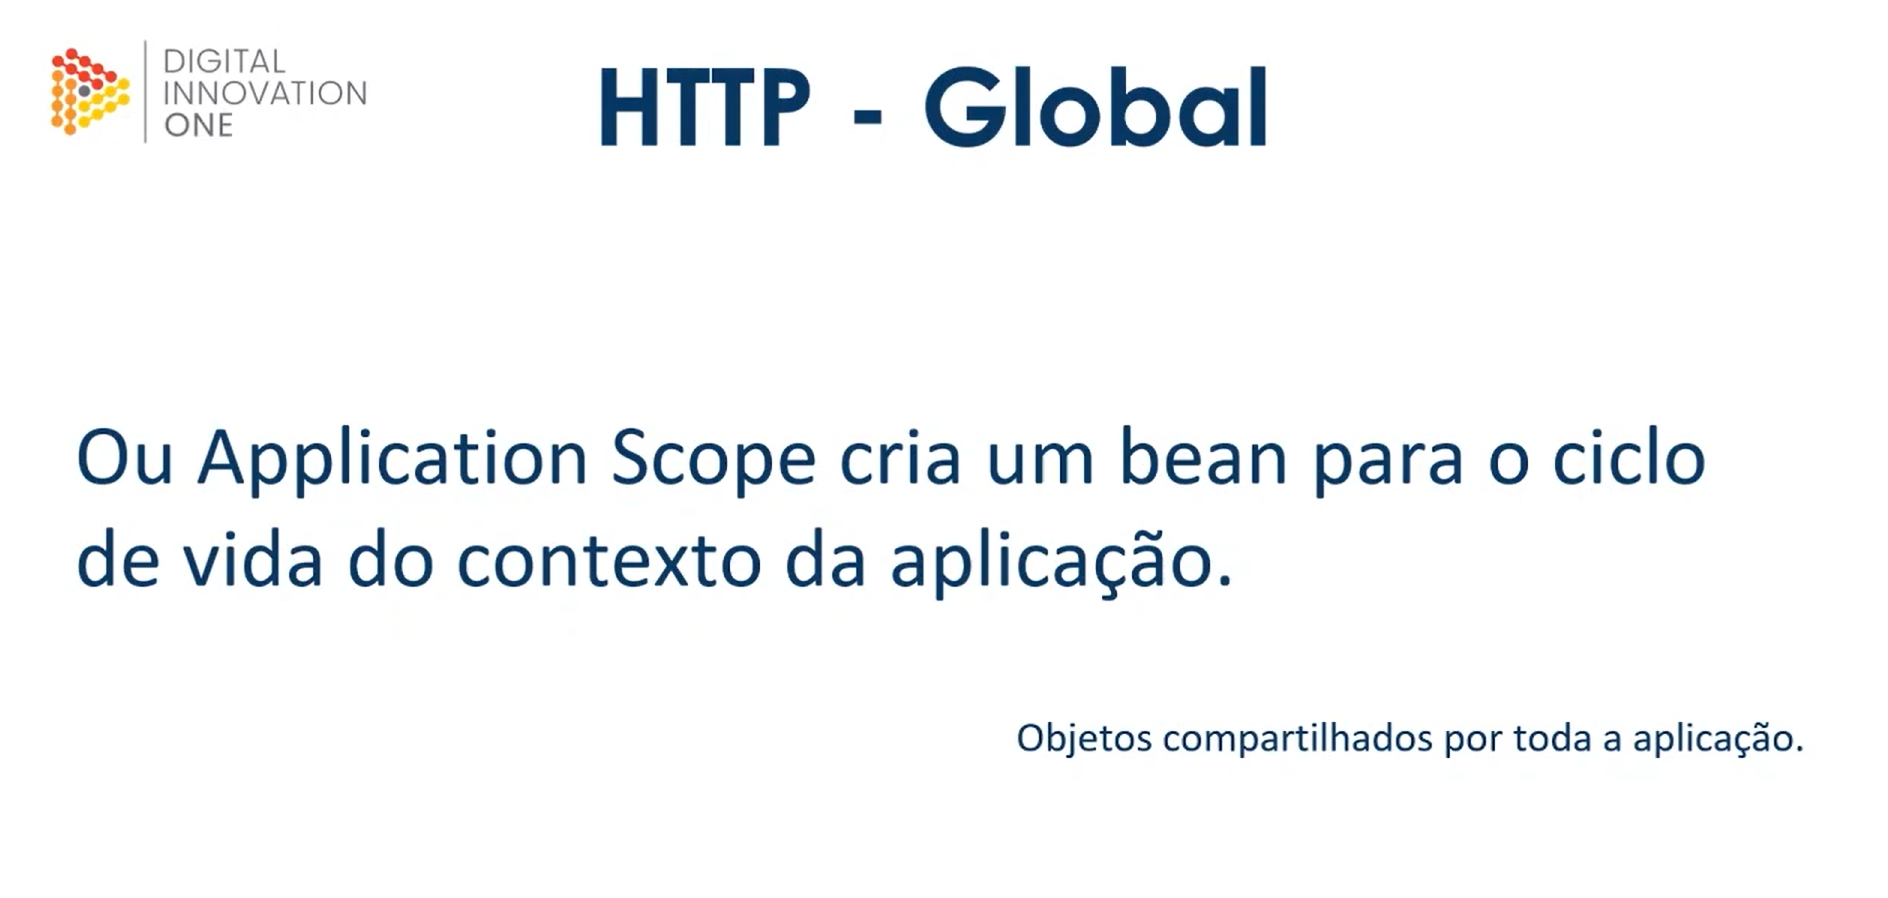 DIGITAL
INNOVATION
ONE
HTTP - Global
Ou Application Scope cria um bean para o ciclo
de vida do contexto da aplicação.
Objetos compartilhados por toda a aplicação.